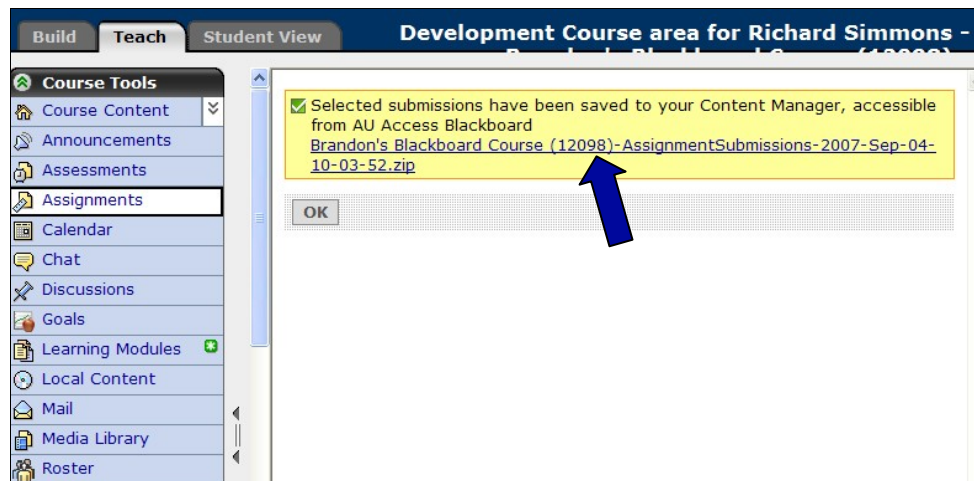 Build Teach Student View Development Course area for Richard Simmons -
Course Tools
Course Content
Announcements
Assessments
Assignments
Calendar
Chat
Discussions
Goals
Learning Modules
Local Content
Mail
Media Library
Roster
Selected submissions have been saved to your Content Manager, accessible
from AU Access Blackboard
Brandon's Blackboard Course (12098)-AssignmentSubmissions-2007-Sep-04-
10-03-52.zip
OK